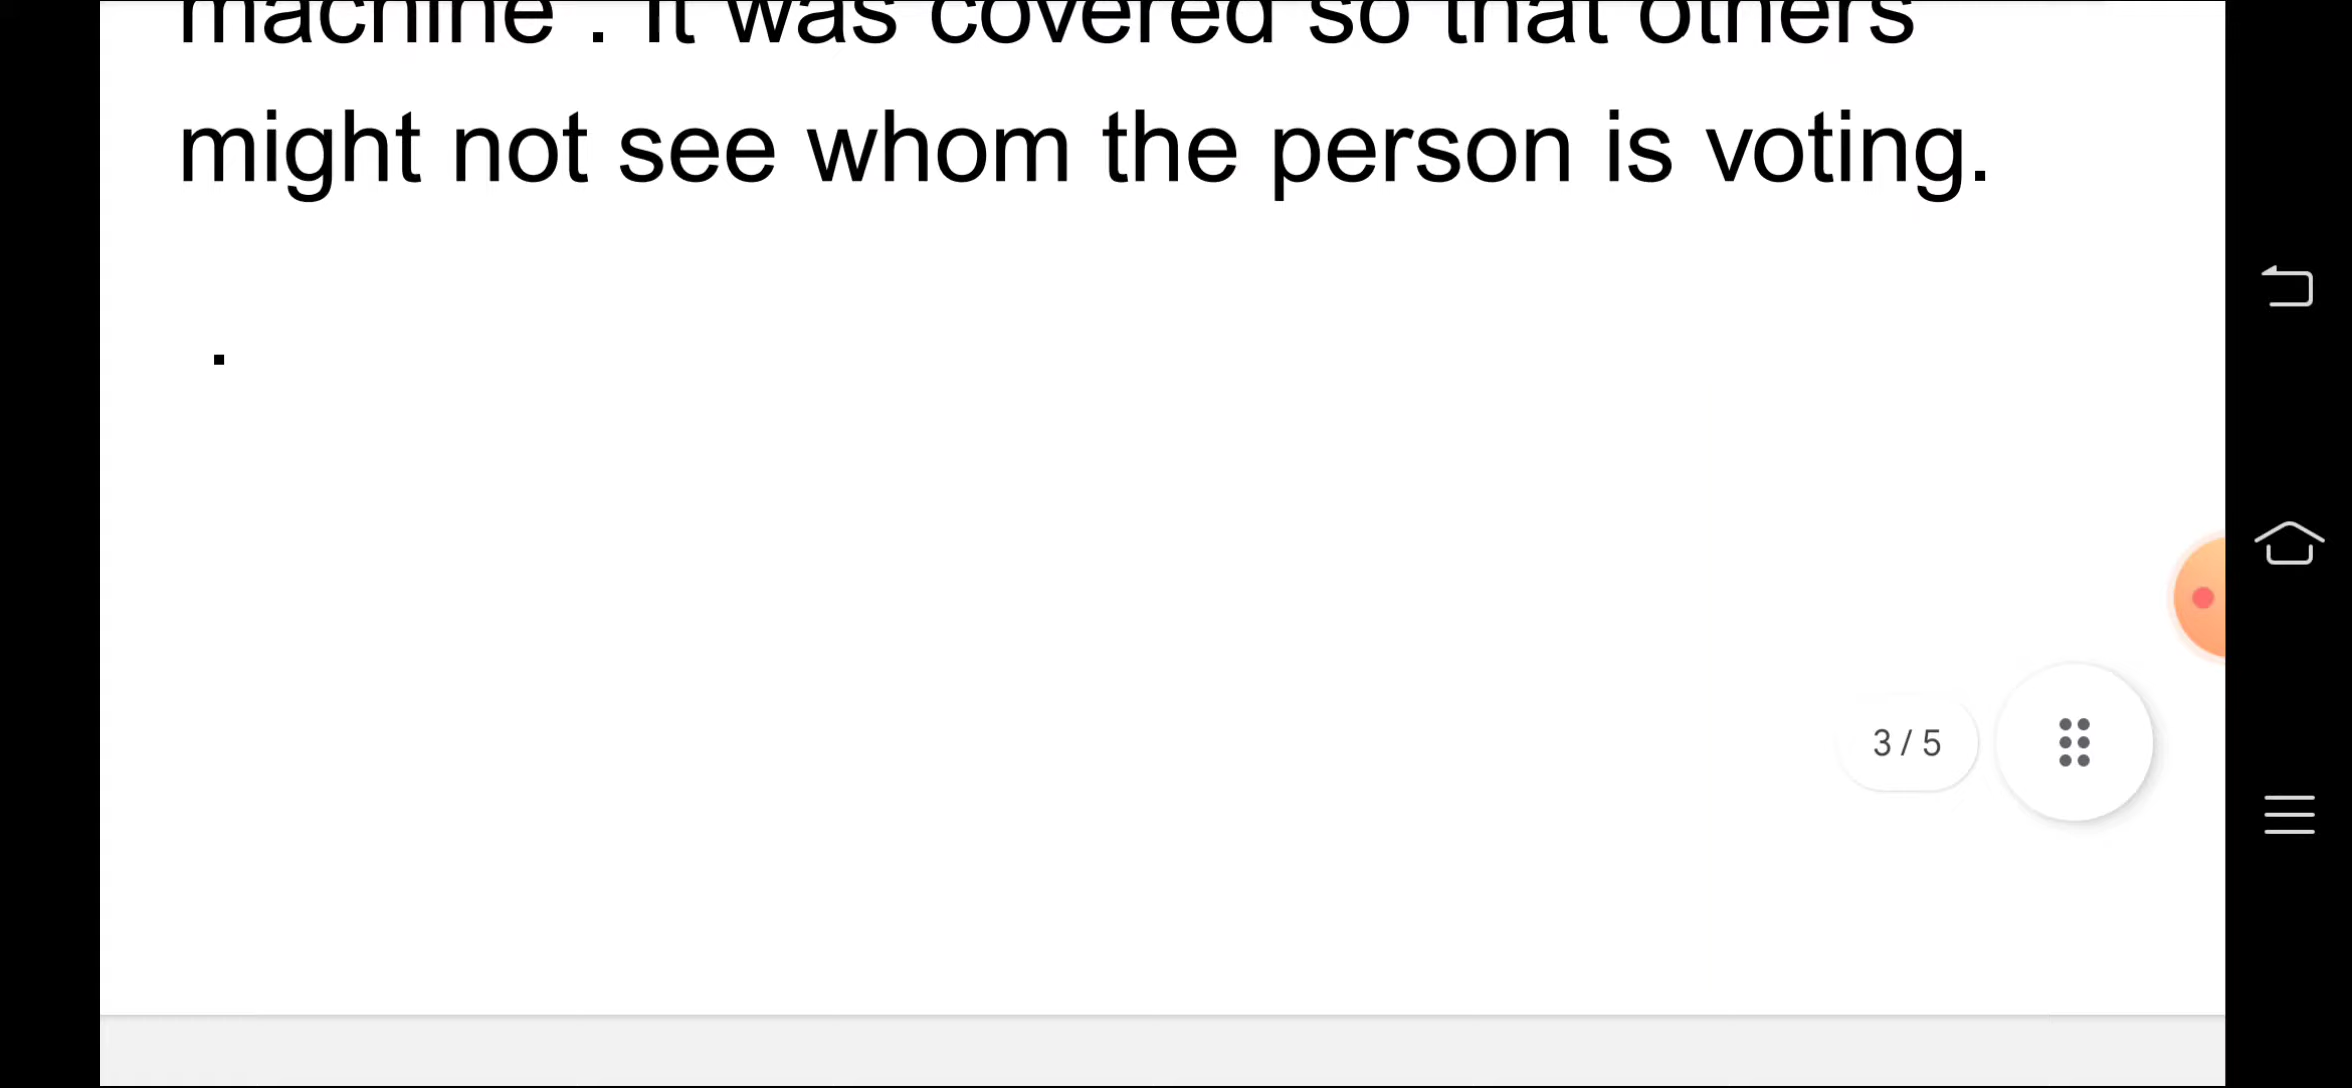 machine . It was covered so that others
might not see whom the person is voting.
.
3 / 5